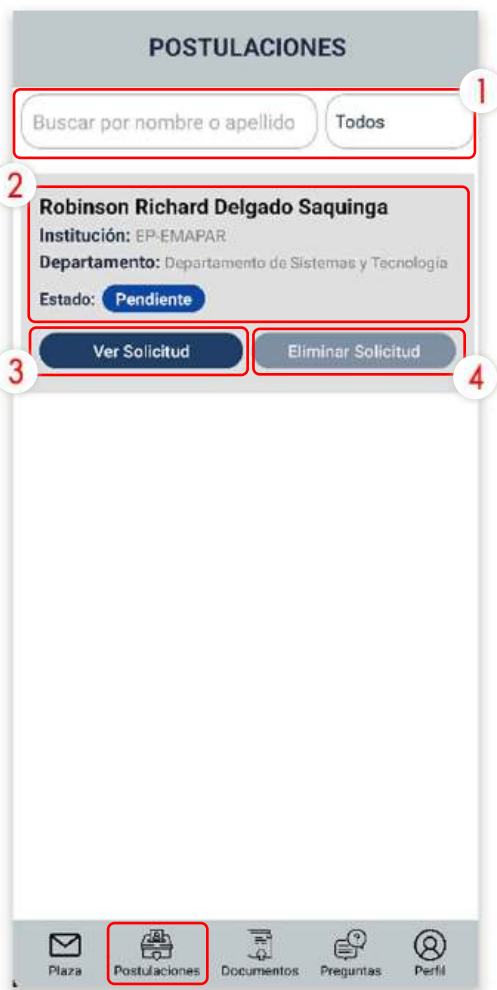 POSTULACIONES
1
Buscar por nombre o apellido Todos
2
Robinson Richard Delgado Saquinga
Institución: EP-EMAPAR
Departamento: Departamento de Sistemas y Tecnología
Estado: Pendiente
Ver Solicitud Eliminar Solicitud
3 4
Plaza Postulaciones Documentos Preguntas Perfil